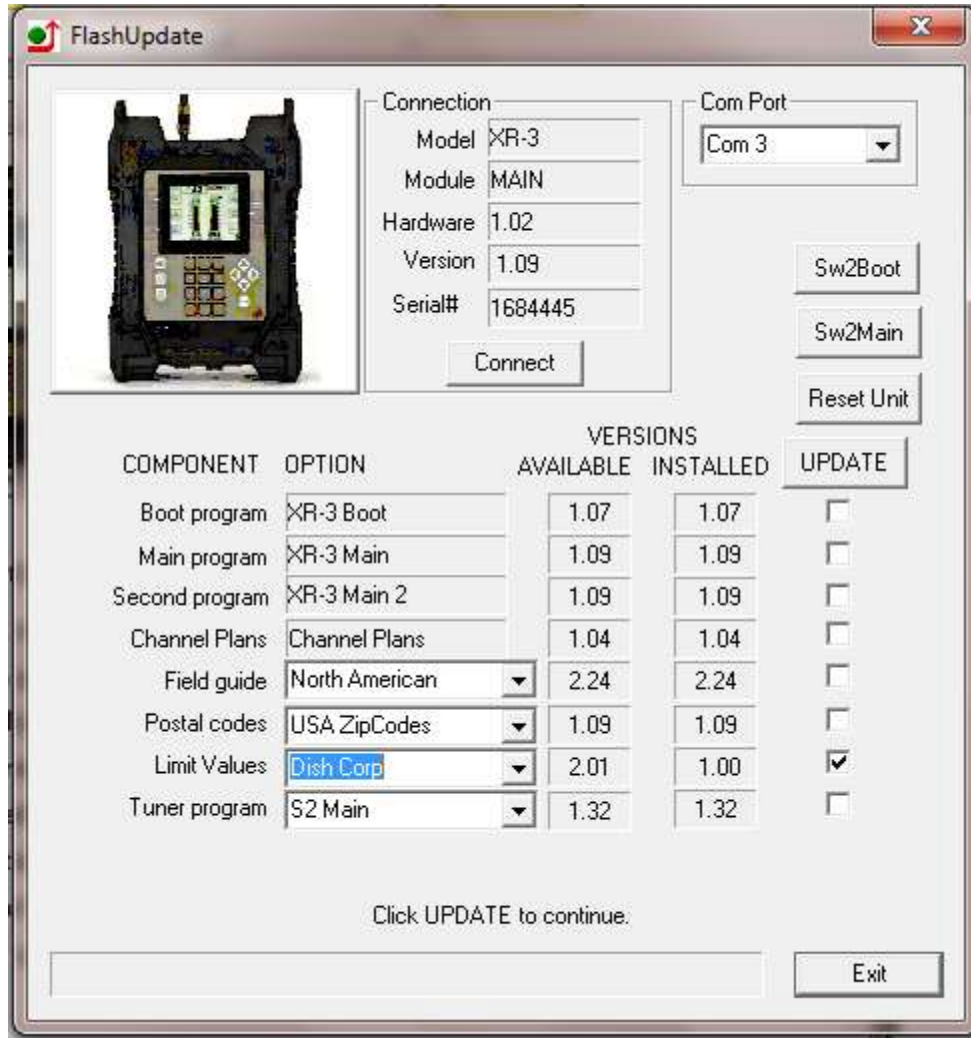 FlashUpdate
Connection
Model XR-3
Module MAIN
Hardware 1.02
Version 1.09
Serial# 1684445
Connect
Com Port
Com 3
Sw2Boot
Sw2Main
Reset Unit
VERSIONS
COMPONENT OPTION AVAILABLE INSTALLED UPDATE
Boot program XR-3 Boot 1.07 1.07
Main program XR-3 Main 1.09 1.09
Second program XR-3 Main 2 1.09 1.09
Channel Plans Channel Plans 1.04 1.04
Field guide North American 2.24 2.24
Postal codes USA ZipCodes 1.09 1.09
Limit Values Dish Corp 2.01 1.00
Tuner program S2 Main 1.32 1.32
Click UPDATE to continue.
Exit